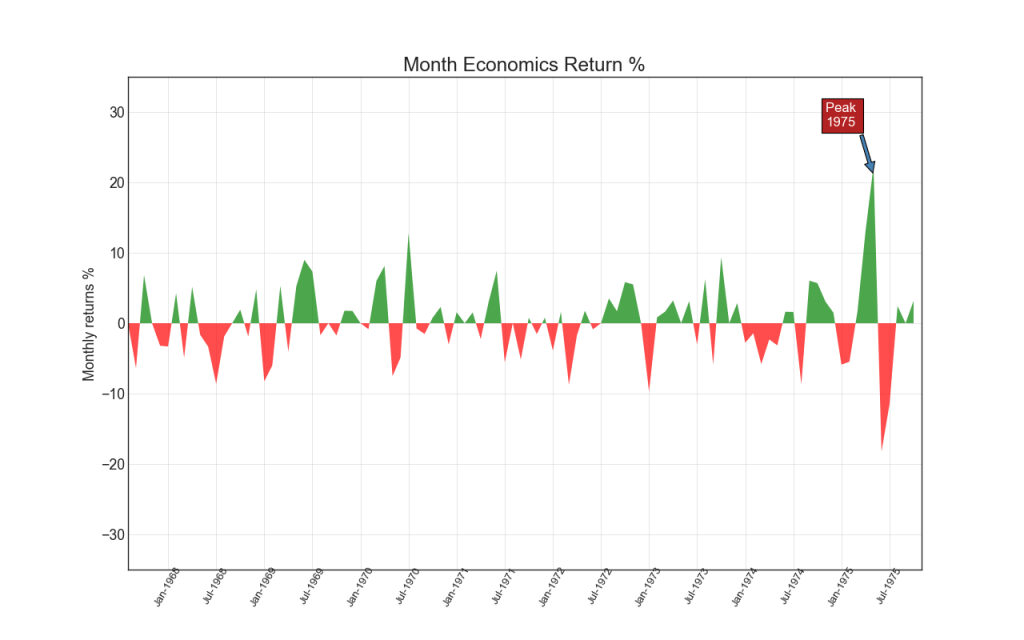 Month Economics Return %
Peak
1975
Monthly returns %
30
20
10
0
−10
−20
−30
Jan-1968
Jul-1968
Jan-1969
Jul-1969
Jan-1970
Jul-1970
Jan-1971
Jul-1971
Jan-1972
Jul-1972
Jan-1973
Jul-1973
Jan-1974
Jul-1974
Jan-1975
Jul-1975